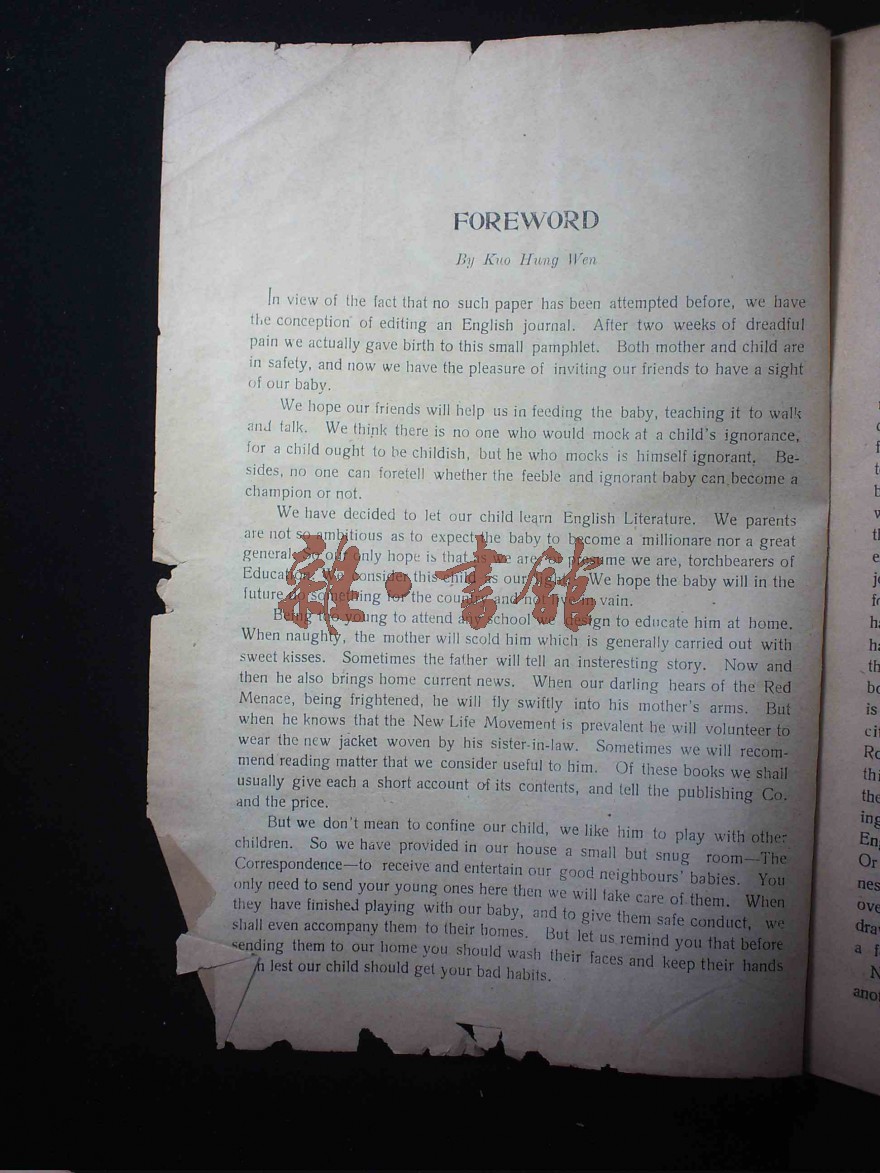 FOREWORD
By Kuo Hung Wen
In view of the fact that no such paper has been attempted before, we have
the conception of editing an English journal. After two weeks of dreadful
pain we actually gave birth to this small pamphlet. Both mother and child are
in safety, and now we have the pleasure of inviting our friends to have a sight
of our baby.
We hope our friends will help us in feeding the baby, teaching it to walk
and talk. We think there is no one who would mock at a child's ignorance,
for a child ought to be childish, but he who mocks is himself ignorant. Be-
sides, no one can foretell whether the feeble and ignorant baby can become a
champion or not.
We have decided to let our child learn English Literature. We parents
are not so ambitious as to expect the baby to become a millionare nor a great
general. So our only hope is that as we are, presume we are, torchbearers of
Education. We consider this child as our We hope the baby will in the
future do something for the country and not live in vain.
Being too young to attend any school we design to educate him at home.
When naughty, the mother will scold him which is generally carried out with
sweet kisses. Sometimes the father will tell an insteresting story. Now and
then he also brings home current news. When our darling hears of the Red
Menace, being frightened, he will fly swiftly into his mother's arms. But
when he knows that the New Life Movement is prevalent he will volunteer to
wear the new jacket woven by his sister-in-law. Sometimes we will recom-
mend reading matter that we consider useful to him. Of these books we shall
usually give each a short account of its contents, and tell the publishing Co.
and the price.
But we don't mean to confine our child, we like him to play with other
children. So we have provided in our house a small but snug room—The
Correspondence—to receive and entertain our good neighbours' babies. You
only need to send your young ones here then we will take care of them. When
they have finished playing with our baby, and to give them safe conduct, we
shall even accompany them to their homes. But let us remind you that before
sending them to our home you should wash their faces and keep their hands
lest our child should get your bad habits.
雜·書館